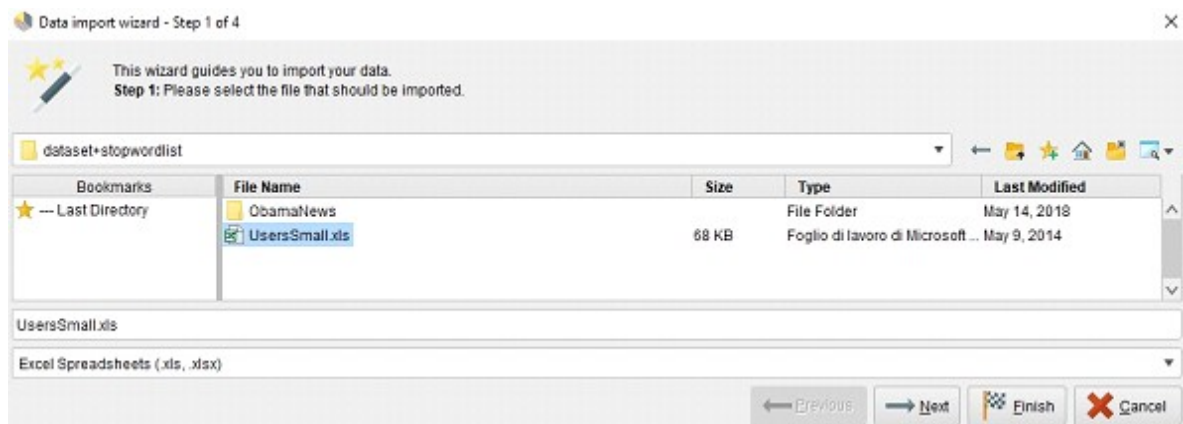 Data import wizard - Step 1 of 4
This wizard guides you to import your data.
Step 1: Please select the file that should be imported.
dataset+stopwordlist
Bookmarks File Name Size Type Last Modified
--- Last Directory ObamaNews File Folder May 14, 2018
UsersSmall.xls 68 KB Foglio di lavoro di Microsoft ... May 9, 2014
UsersSmall.xls
Excel Spreadsheets (.xls, .xlsx)
Previous Next Finish Cancel